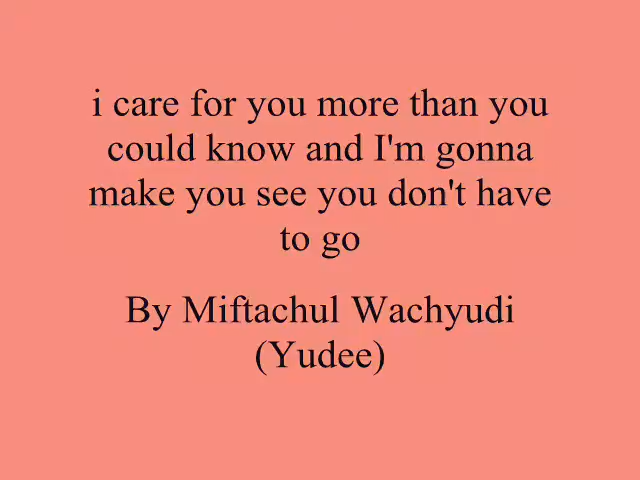 i care for you more than you
could know and I'm gonna
make you see you don't have
to go
By Miftachul Wachyudi
(Yudee)